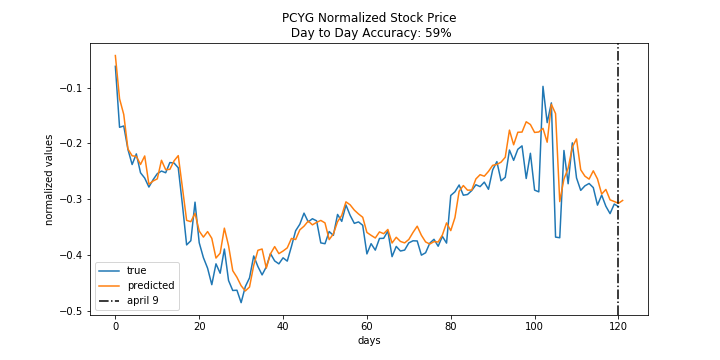 PCYG Normalized Stock Price
Day to Day Accuracy: 59%
normalized values
−0.1
−0.2
−0.3
−0.4
−0.5
true
predicted
april 9
0
20
40
60
80
100
120
days